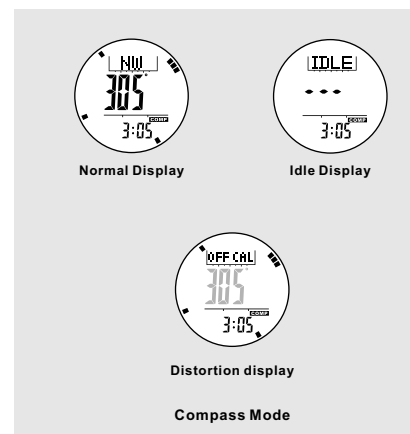 NW
305°
COMP
3:05
Normal Display
IDLE
---
COMP
3:05
Idle Display
OFF CAL
305°
COMP
3:05
Distortion display
Compass Mode